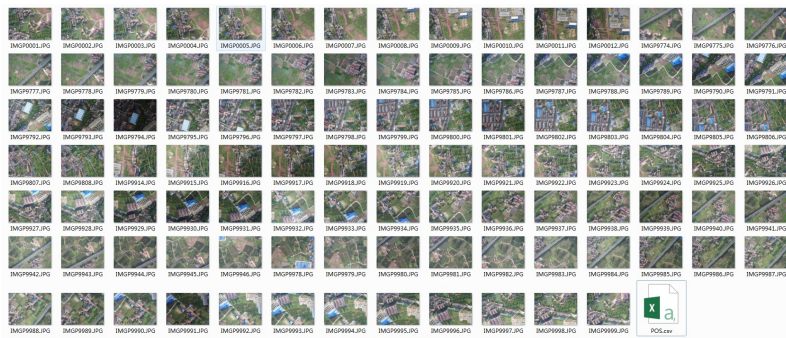 IMGP0001.JPG IMGP0002.JPG IMGP0003.JPG IMGP0004.JPG IMGP0005.JPG IMGP0006.JPG IMGP0007.JPG IMGP0008.JPG IMGP0009.JPG IMGP0010.JPG IMGP0011.JPG IMGP0012.JPG IMGP9774.JPG IMGP9775.JPG IMGP9776.JPG
IMGP9777.JPG IMGP9778.JPG IMGP9779.JPG IMGP9780.JPG IMGP9781.JPG IMGP9782.JPG IMGP9783.JPG IMGP9784.JPG IMGP9785.JPG IMGP9786.JPG IMGP9787.JPG IMGP9788.JPG IMGP9789.JPG IMGP9790.JPG IMGP9791.JPG
IMGP9792.JPG IMGP9793.JPG IMGP9794.JPG IMGP9795.JPG IMGP9796.JPG IMGP9797.JPG IMGP9798.JPG IMGP9799.JPG IMGP9800.JPG IMGP9801.JPG IMGP9802.JPG IMGP9803.JPG IMGP9804.JPG IMGP9805.JPG IMGP9806.JPG
IMGP9807.JPG IMGP9808.JPG IMGP9914.JPG IMGP9915.JPG IMGP9916.JPG IMGP9917.JPG IMGP9918.JPG IMGP9919.JPG IMGP9920.JPG IMGP9921.JPG IMGP9922.JPG IMGP9923.JPG IMGP9924.JPG IMGP9925.JPG IMGP9926.JPG
IMGP9927.JPG IMGP9928.JPG IMGP9929.JPG IMGP9930.JPG IMGP9931.JPG IMGP9932.JPG IMGP9933.JPG IMGP9934.JPG IMGP9935.JPG IMGP9936.JPG IMGP9937.JPG IMGP9938.JPG IMGP9939.JPG IMGP9940.JPG IMGP9941.JPG
IMGP9942.JPG IMGP9943.JPG IMGP9944.JPG IMGP9945.JPG IMGP9946.JPG IMGP9978.JPG IMGP9979.JPG IMGP9980.JPG IMGP9981.JPG IMGP9982.JPG IMGP9983.JPG IMGP9984.JPG IMGP9985.JPG IMGP9986.JPG IMGP9987.JPG
X a,
IMGP9988.JPG IMGP9989.JPG IMGP9990.JPG IMGP9991.JPG IMGP9992.JPG IMGP9993.JPG IMGP9994.JPG IMGP9995.JPG IMGP9996.JPG IMGP9997.JPG IMGP9998.JPG IMGP9999.JPG POS.csv